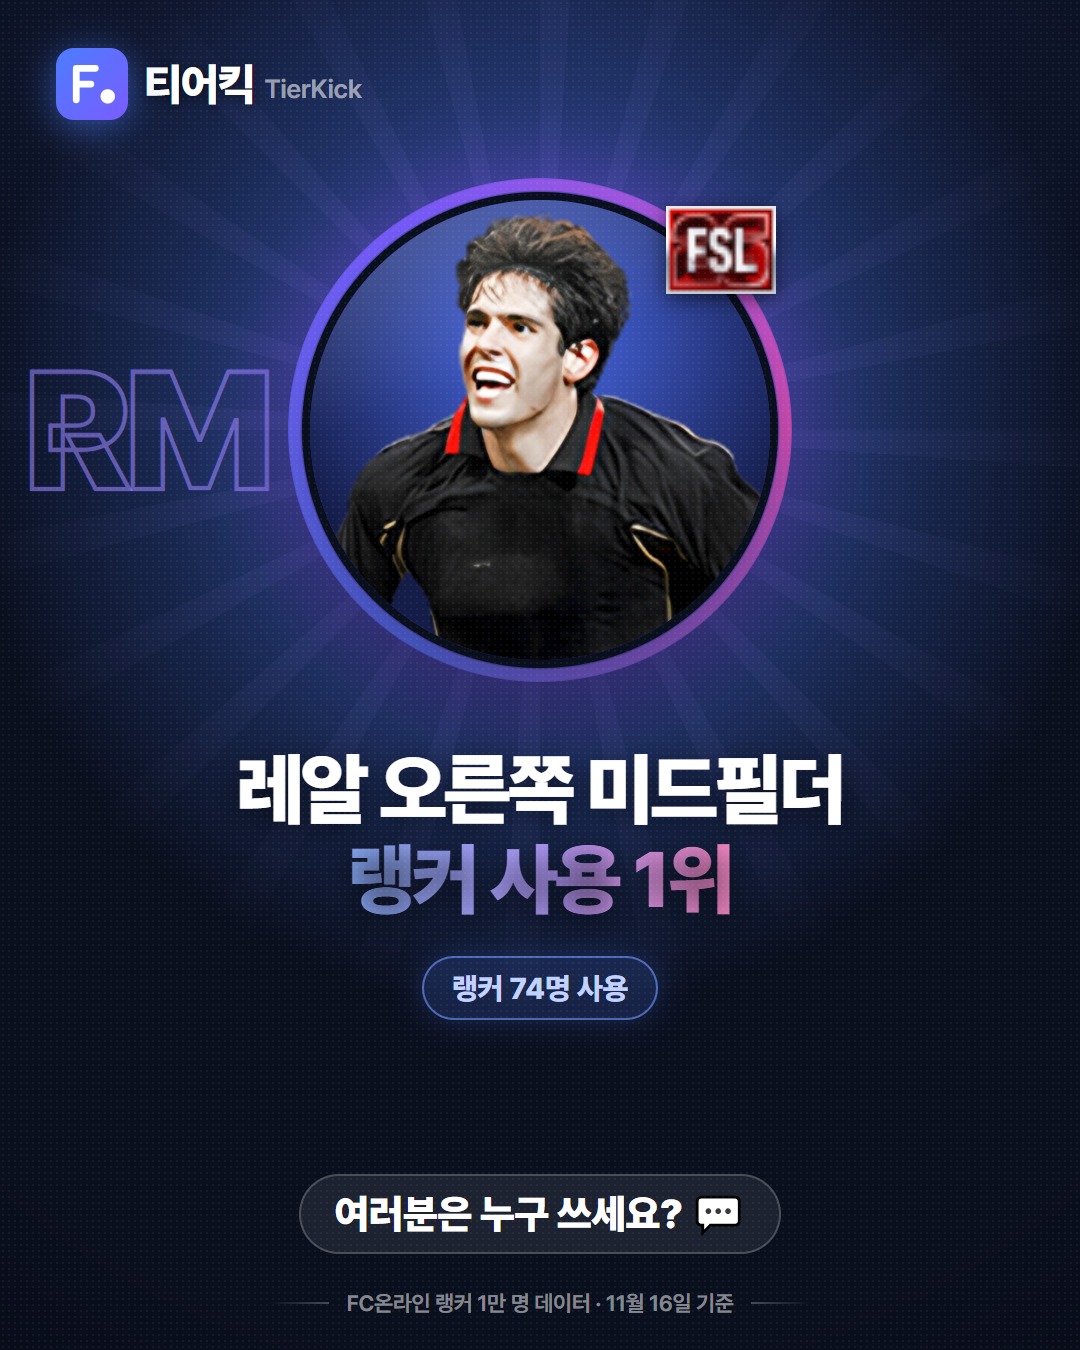 F.
티어킥 TierKick
FSL
RM
레알 오른쪽 미드필더
랭커 사용 1위
랭커 74명 사용
여러분은 누구 쓰세요?
FC온라인 랭커 1만 명 데이터 · 11월 16일 기준